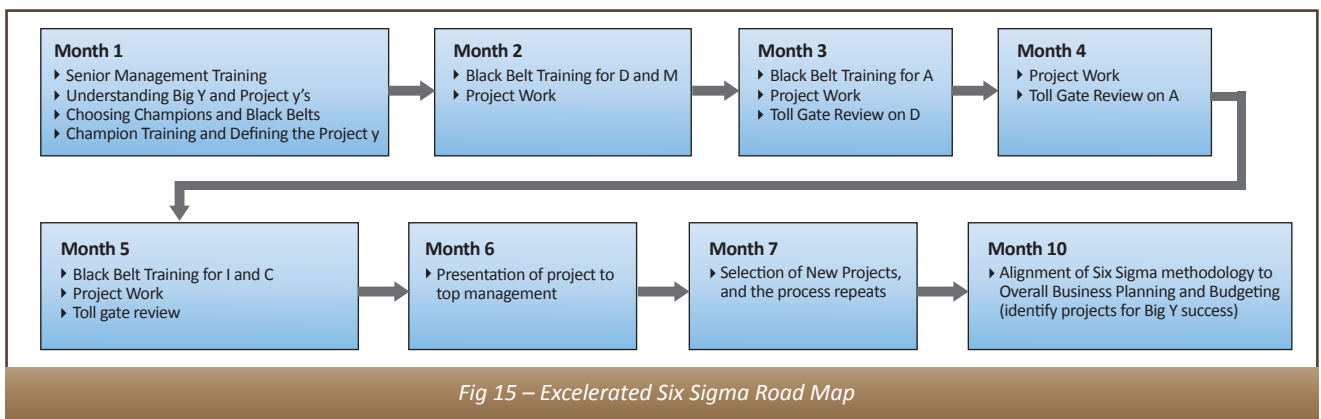 Month 1
‣ Senior Management Training
‣ Understanding Big Y and Project y’s
‣ Choosing Champions and Black Belts
‣ Champion Training and Defining the Project y
Month 2
‣ Black Belt Training for D and M
‣ Project Work
Month 3
‣ Black Belt Training for A
‣ Project Work
‣ Toll Gate Review on D
Month 4
‣ Project Work
‣ Toll Gate Review on A
Month 5
‣ Black Belt Training for I and C
‣ Project Work
‣ Toll gate review
Month 6
‣ Presentation of project to
top management
Month 7
‣ Selection of New Projects,
and the process repeats
Month 10
‣ Alignment of Six Sigma methodology to
Overall Business Planning and Budgeting
(identify projects for Big Y success)
Fig 15 – Excelerated Six Sigma Road Map